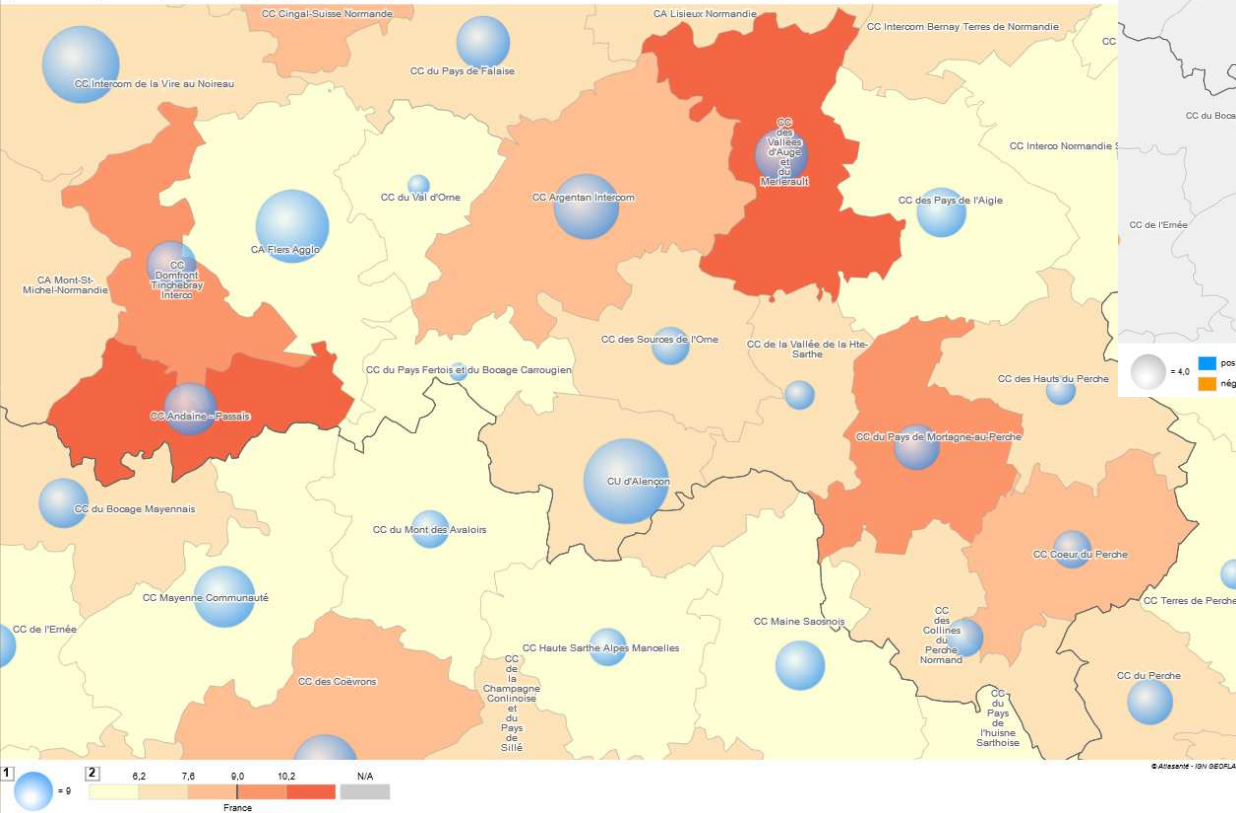 CC Cingal-Suisse Normande
CA Lisieux Normandie
CC Intercom Bernay Terres de Normandie
CC
CC du Pays de Falaise
CC Intercom de la Vire au Noireau
CC du Boca
CC
des
Vallées
d'Auge
et
du
Merlerault
CC Interco Normandie S
CC du Val d'Orne
CC Argentan Intercom
CC des Pays de l'Aigle
CC de l'Ernée
CA Flers Agglo
CC
Domfront
Tinchebray
Interco
CA Mont-St-
Michel-Normandie
CC des Sources de l'Orne
CC de la Vallée de la Hte-
Sarthe
CC du Pays Fertois et du Bocage Carrougien
= 4,0
pos
nég
CC des Hauts du Perche
CC Andaine - Passais
CC du Pays de Mortagne-au-Perche
CU d'Alençon
CC du Bocage Mayennais
CC du Mont des Avaloirs
CC Coeur du Perche
CC Mayenne Communauté
CC Terres de Perche
CC de l'Ernée
CC Maine Saosnois
CC
des
Collines
du
Perche
Normand
CC Haute Sarthe Alpes Mancelles
CC
de
la
Champagne
Conlinoise
et
du
Pays
de
Sillé
CC des Coëvrons
CC du Perche
CC
du
Pays
de
l'huisne
Sarthoise
© Atlasanté - IGN GEOFLA
1
= 9
2
6,2 7,6 9,0 10,2 N/A
France